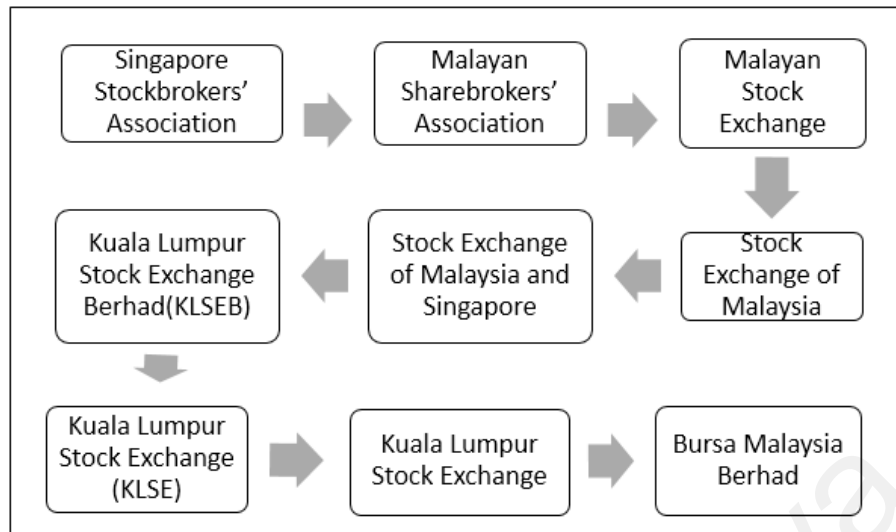 Singapore
Stockbrokers’
Association
Malayan
Sharebrokers’
Association
Malayan
Stock
Exchange
Stock
Exchange of
Malaysia
Stock Exchange
of Malaysia and
Singapore
Kuala Lumpur
Stock Exchange
Berhad(KLSEB)
Kuala Lumpur
Stock Exchange
(KLSE)
Kuala Lumpur
Stock Exchange
Bursa Malaysia
Berhad